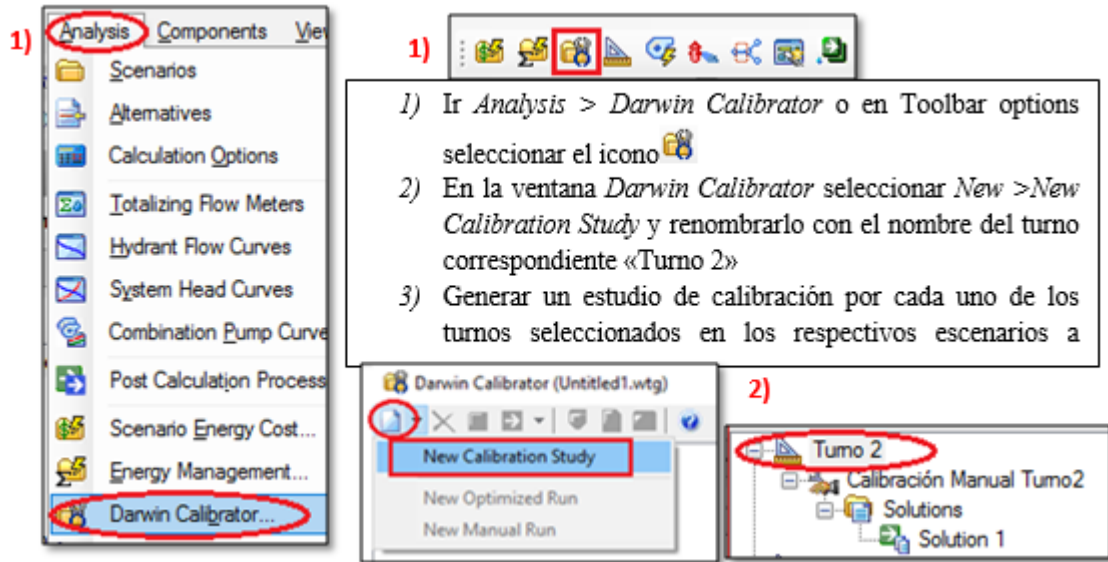 1)
Analysis Components
Scenarios
Alternatives
Calculation Options
Totalizing Flow Meters
Hydrant Flow Curves
System Head Curves
Combination Pump Curve
Post Calculation Process
Scenario Energy Cost...
Energy Management...
Darwin Calibrator...
1)
1) Ir Analysis > Darwin Calibrator o en Toolbar options
seleccionar el icono
2) En la ventana Darwin Calibrator seleccionar New >New
Calibration Study y renombrarlo con el nombre del turno
correspondiente «Turno 2»
3) Generar un estudio de calibración por cada uno de los
turnos seleccionados en los respectivos escenarios a
Darwin Calibrator (Untitled1.wtg)
New Calibration Study
New Optimized Run
New Manual Run
2)
Turno 2
Calibración Manual Turno2
Solutions
Solution 1